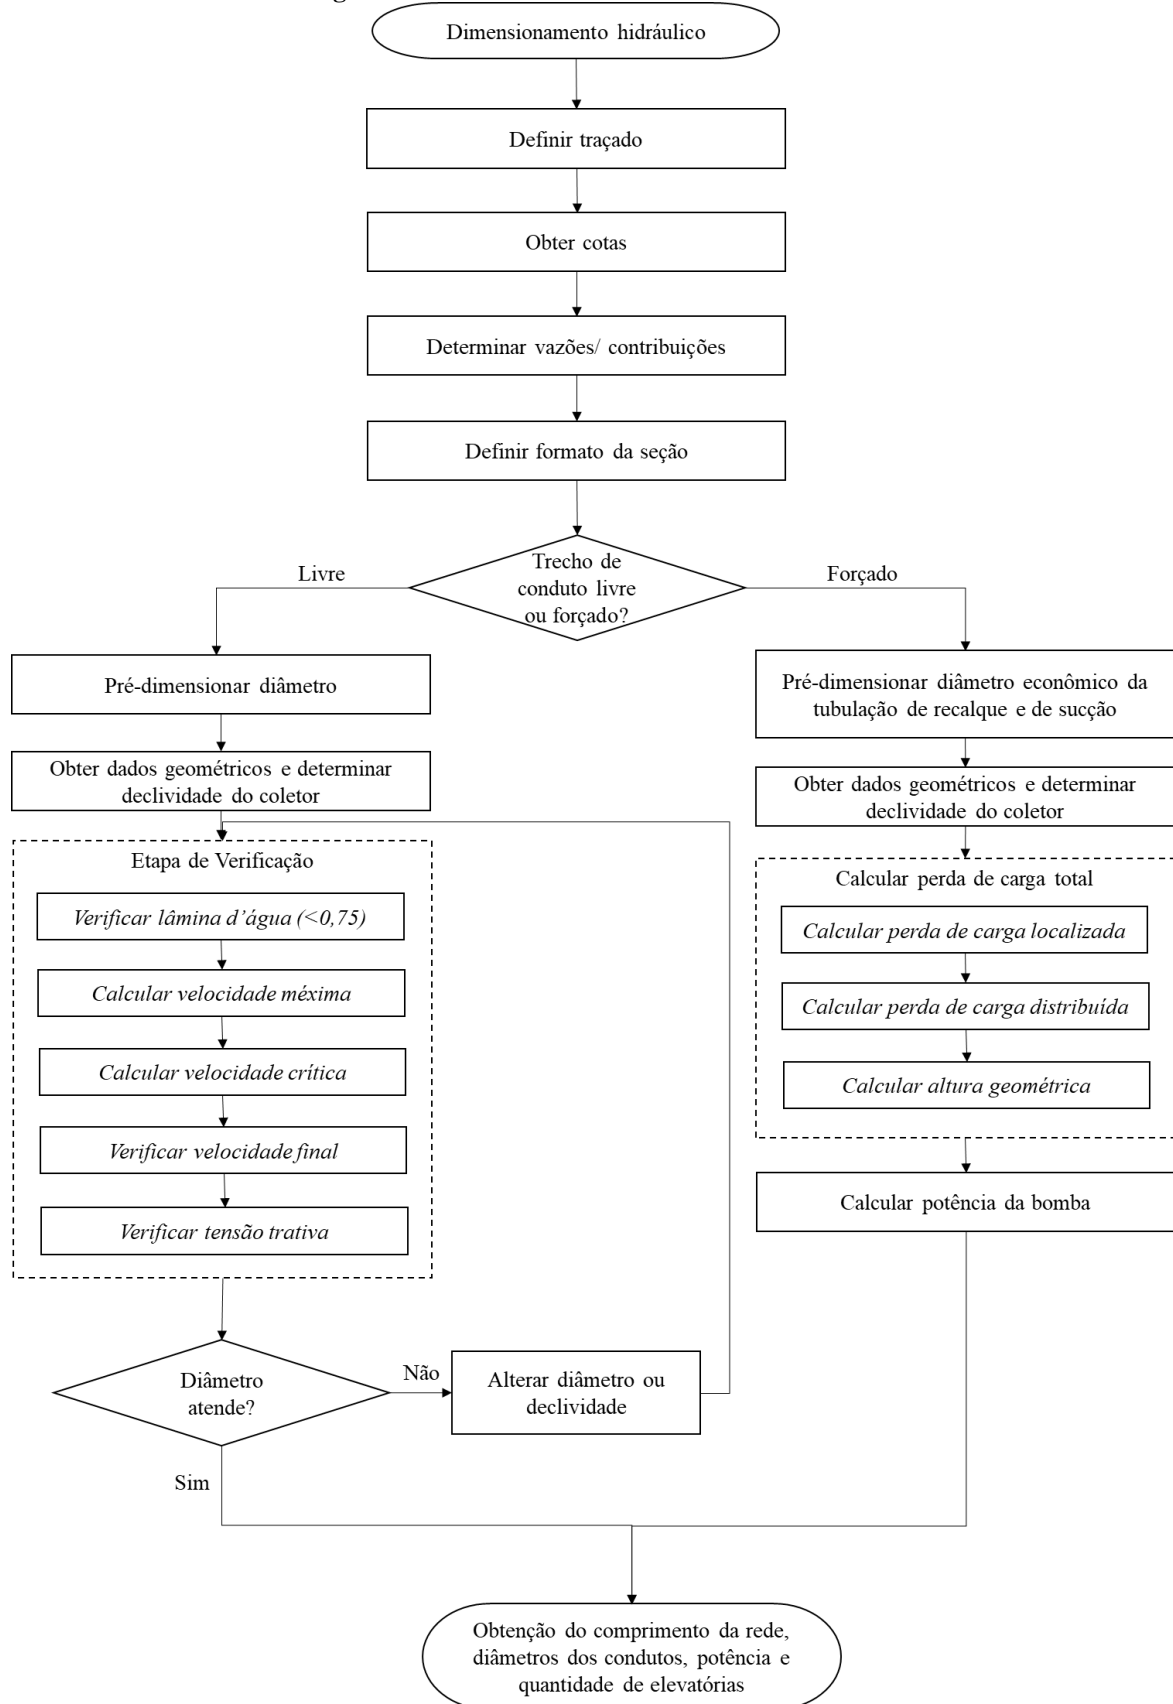 Dimensionamento hidráulico
Definir traçado
Obter cotas
Determinar vazões/ contribuições
Definir formato da seção
Trecho de
conduto livre
ou forçado?
Livre
Forçado
Pré-dimensionar diâmetro
Obter dados geométricos e determinar
declividade do coletor
Etapa de Verificação
Verificar lâmina d’água (<0,75)
Calcular velocidade méxima
Calcular velocidade crítica
Verificar velocidade final
Verificar tensão trativa
Diâmetro
atende?
Não
Alterar diâmetro ou
declividade
Sim
Pré-dimensionar diâmetro econômico da
tubulação de recalque e de sucção
Obter dados geométricos e determinar
declividade do coletor
Calcular perda de carga total
Calcular perda de carga localizada
Calcular perda de carga distribuída
Calcular altura geométrica
Calcular potência da bomba
Obtenção do comprimento da rede,
diâmetros dos condutos, potência e
quantidade de elevatórias